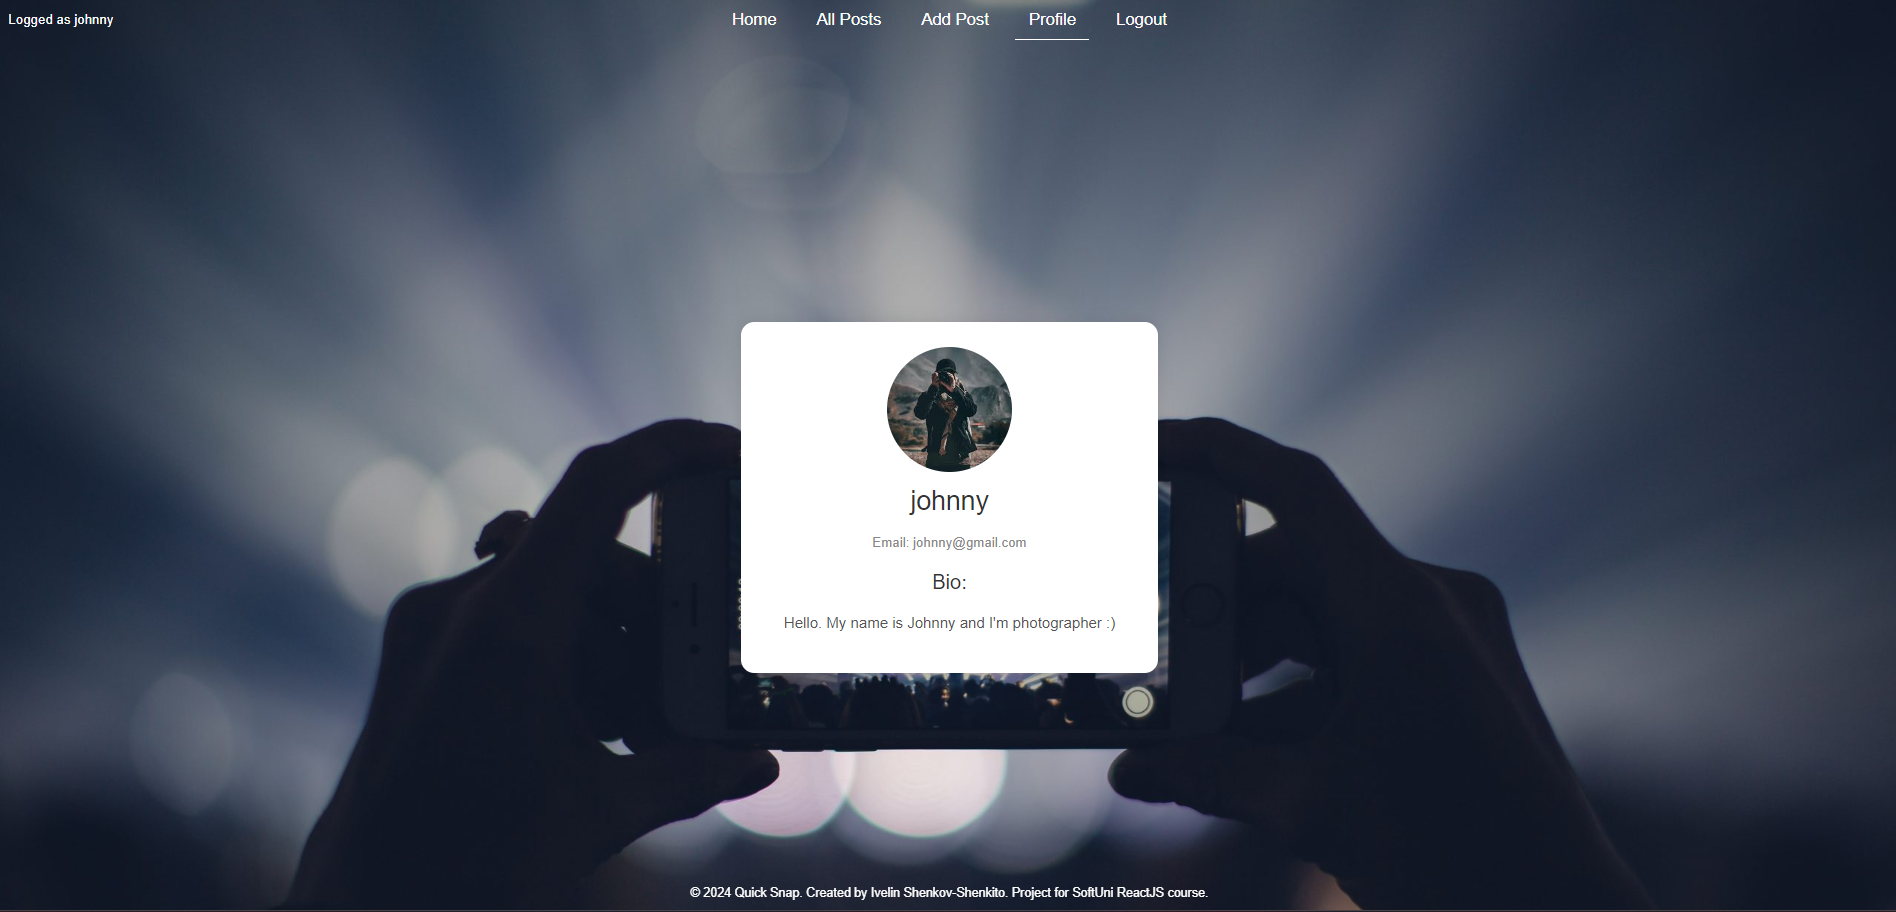 Logged as johnny
Home
All Posts
Add Post
Profile
Logout
johnny
Email: johnny@gmail.com
Bio:
Hello. My name is Johnny and I'm photographer :)
© 2024 Quick Snap. Created by Ivelin Shenkov-Shenkito. Project for SoftUni ReactJS course.